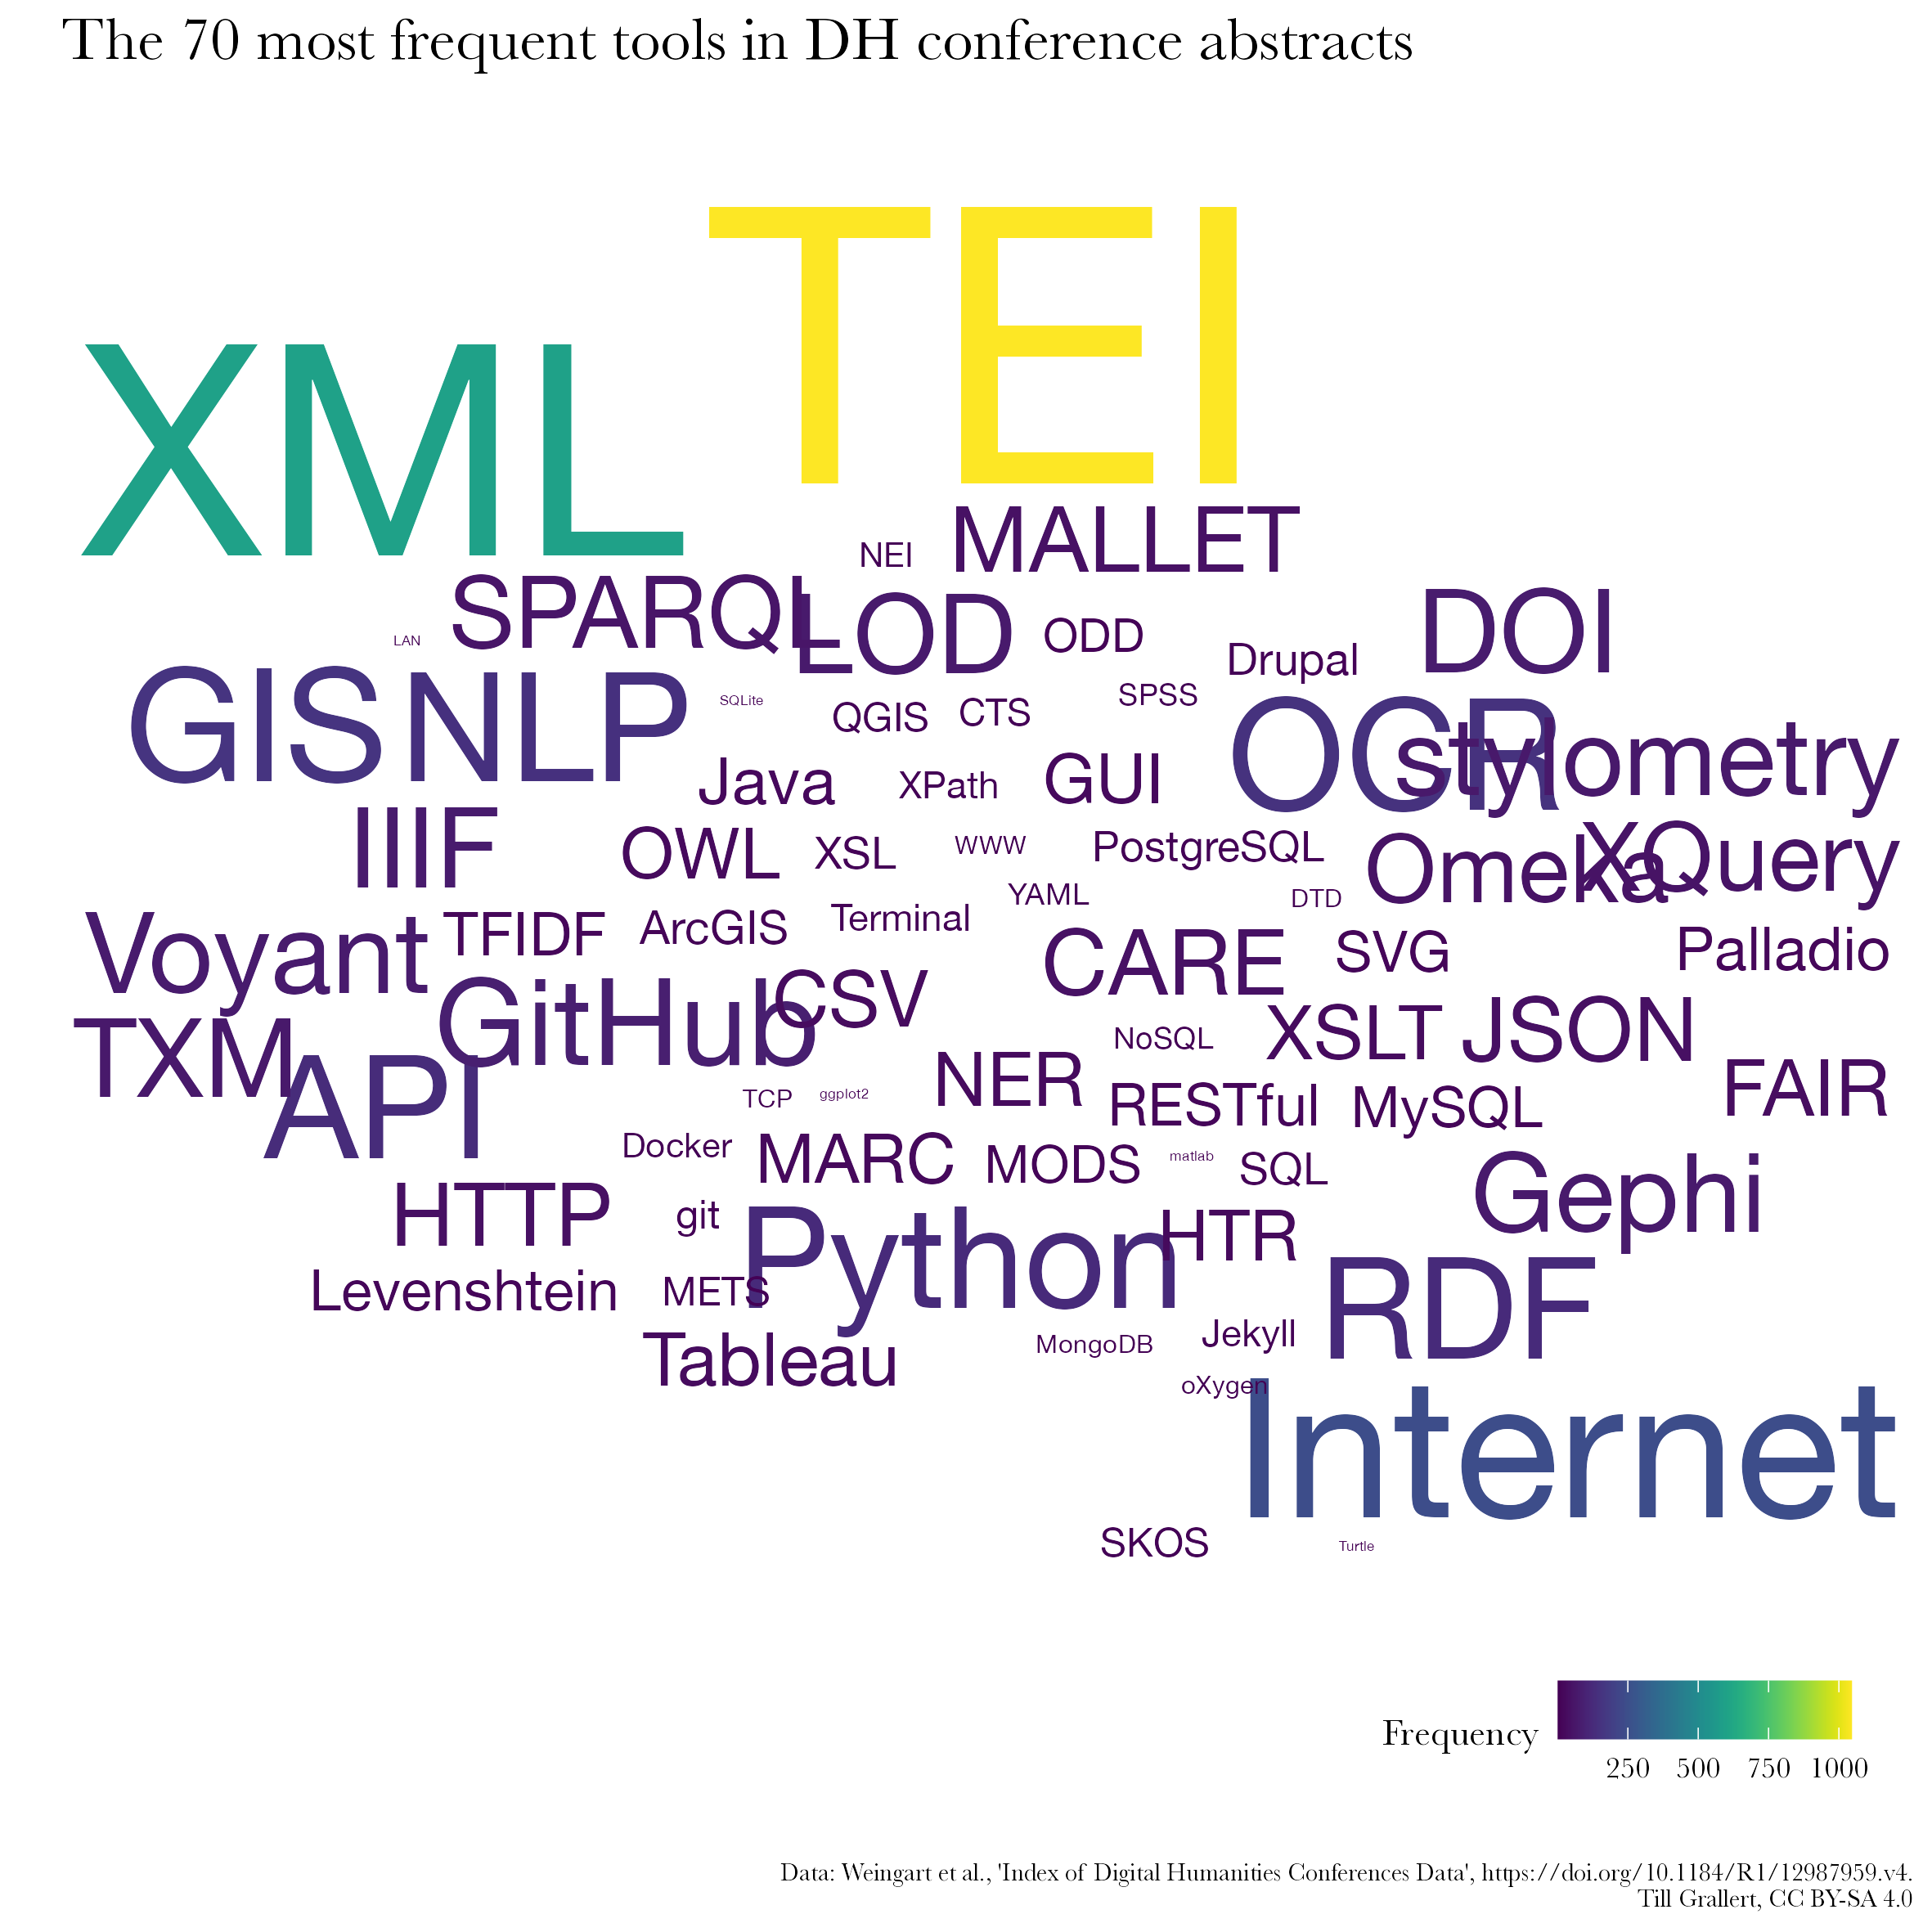 The 70 most frequent tools in DH conference abstracts
TEI
XML
MALLET
NEI
SPARQL
LOD
ODD
DOI
LAN
Drupal
GIS
NLP
SQLite
QGIS
CTS
SPSS
OCR
stylometry
Java
XPath
GUI
IIIF
OWL
XSL
WWW
PostgreSQL
Omeka
XQuery
YAML
DTD
Voyant
TFIDF
ArcGIS
Terminal
CARE
SVG
Palladio
GitHub
CSV
TXM
NoSQL
XSLT
JSON
API
TCP
ggplot2
NER
RESTful
MySQL
FAIR
Docker
MARC
MODS
matlab
SQL
Gephi
HTTP
git
Python
HTR
Levenshtein
METS
RDF
Tableau
MongoDB
Jekyll
oXygen
Internet
SKOS
Turtle
Frequency
250 500 750 1000
Data: Weingart et al., 'Index of Digital Humanities Conferences Data', https://doi.org/10.1184/R1/12987959.v4.
Till Grallert, CC BY-SA 4.0